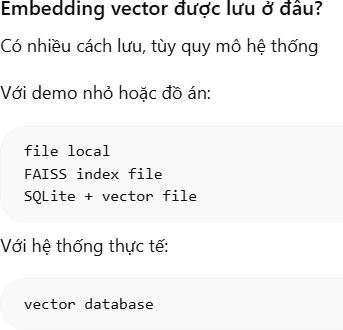 Embedding vector được lưu ở đâu?
Có nhiều cách lưu, tùy quy mô hệ thống
Với demo nhỏ hoặc đồ án:
file local
FAISS index file
SQLite + vector file
Với hệ thống thực tế:
vector database